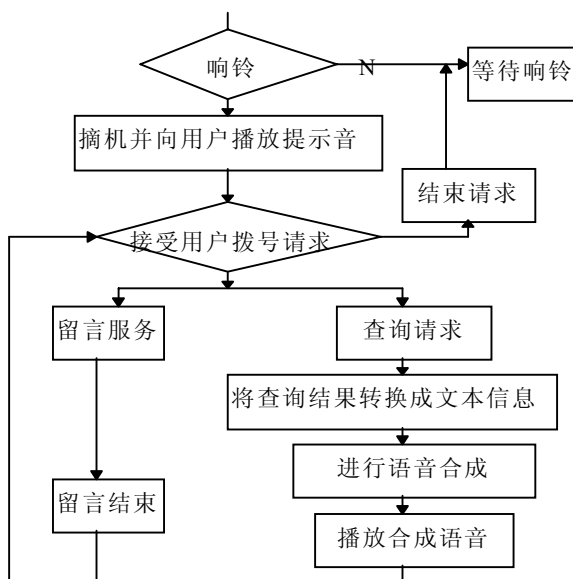 响铃
N
等待响铃
摘机并向用户播放提示音
结束请求
接受用户拨号请求
留言服务
查询请求
将查询结果转换成文本信息
进行语音合成
留言结束
播放合成语音